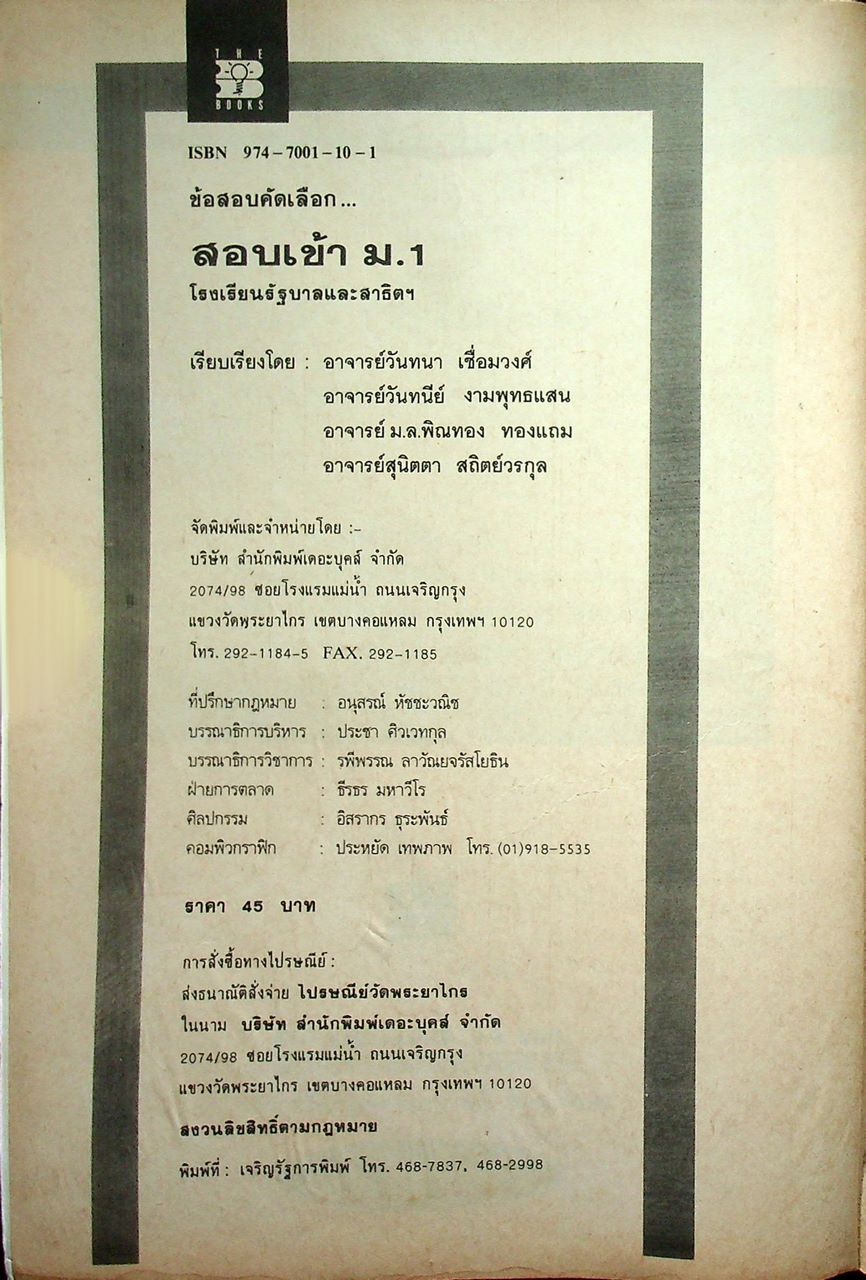 THE
BOOKS
ISBN 974-7001-10-1
ข้อสอบคัดเลือก...
สอบเข้า ม.1
โรงเรียนรัฐบาลและสาธิตฯ
เรียบเรียงโดย : อาจารย์วันทนา เชื่อมวงศ์
อาจารย์วันทนีย์ งามพุทธแสน
อาจารย์ ม.ล.พิณทอง ทองแถม
อาจารย์สุนิตตา สถิตย์วรกุล
จัดพิมพ์และจำหน่ายโดย :-
บริษัท สำนักพิมพ์เดอะบุคส์ จำกัด
2074/98 ซอยโรงแรมแม่น้ำ ถนนเจริญกรุง
แขวงวัดพระยาไกร เขตบางคอแหลม กรุงเทพฯ 10120
โทร. 292-1184-5 FAX. 292-1185
ที่ปรึกษากฎหมาย : อนุสรณ์ หัชชะวณิช
บรรณาธิการบริหาร : ประชา ศิวเวทกุล
บรรณาธิการวิชาการ : รพีพรรณ ลาวัณยจรัสโยธิน
ฝ่ายการตลาด : ธีรธร มหาวีโร
ศิลปกรรม : อิสรากร ธุระพันธ์
คอมพิวกราฟิก : ประหยัด เทพภาพ โทร. (01)918-5535
ราคา 45 บาท
การสั่งซื้อทางไปรษณีย์ :
ส่งธนาณัติสั่งจ่าย ไปรษณีย์วัดพระยาไกร
ในนาม บริษัท สำนักพิมพ์เดอะบุคส์ จำกัด
2074/98 ซอยโรงแรมแม่น้ำ ถนนเจริญกรุง
แขวงวัดพระยาไกร เขตบางคอแหลม กรุงเทพฯ 10120
สงวนลิขสิทธิ์ตามกฎหมาย
พิมพ์ที่ : เจริญรัฐการพิมพ์ โทร. 468-7837, 468-2998